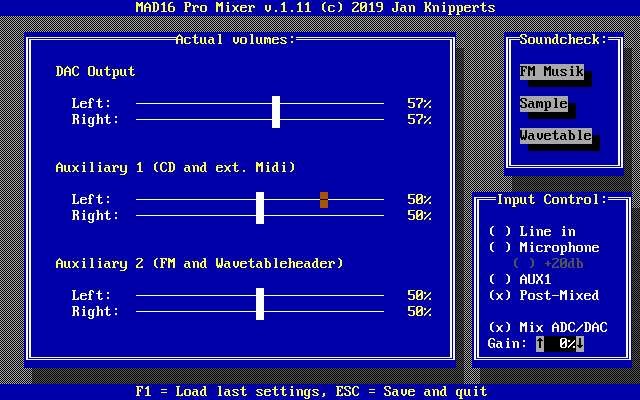 MAD16 Pro Mixer v.1.11 (c) 2019 Jan Knipperts
Actual volumes:
DAC Output
Left: 57%
Right: 57%
Auxiliary 1 (CD and ext. Midi)
Left: 50%
Right: 50%
Auxiliary 2 (FM and Wavetableheader)
Left: 50%
Right: 50%
Soundcheck:
FM Musik
Sample
Wavetable
Input Control:
( ) Line in
( ) Microphone
( ) +20db
( ) AUX1
(x) Post-Mixed
(x) Mix ADC/DAC
Gain: ↑ 0%↓
F1 = Load last settings, ESC = Save and quit